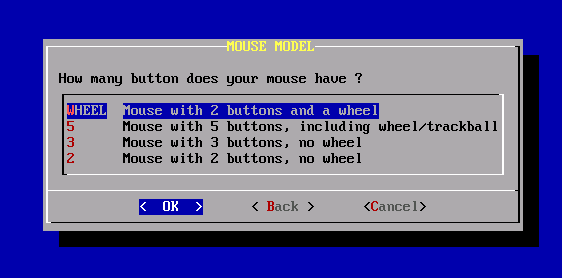 MOUSE MODEL
How many button does your mouse have ?
WHEEL Mouse with 2 buttons and a wheel
5 Mouse with 5 buttons, including wheel/trackball
3 Mouse with 3 buttons, no wheel
2 Mouse with 2 buttons, no wheel
< OK > < Back > <Cancel>